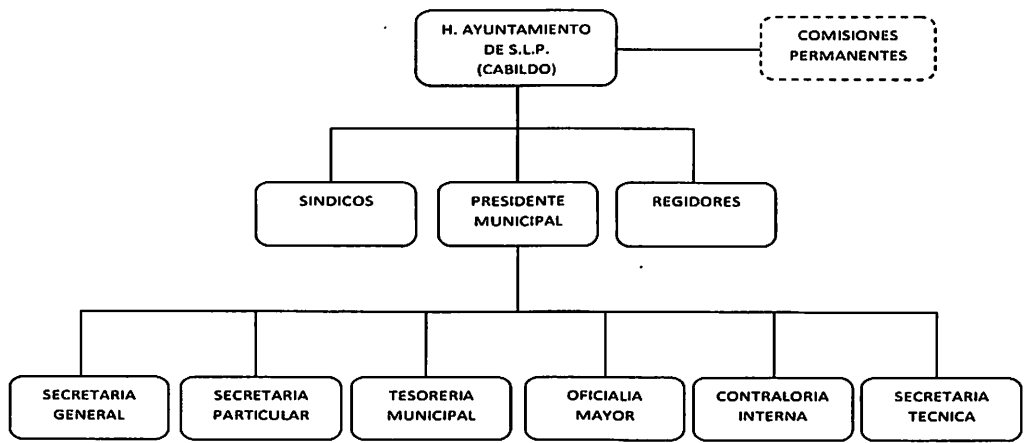 H. AYUNTAMIENTO
DE S.L.P.
(CABILDO)
COMISIONES
PERMANENTES
SINDICOS
PRESIDENTE
MUNICIPAL
REGIDORES
SECRETARIA
GENERAL
SECRETARIA
PARTICULAR
TESORERIA
MUNICIPAL
OFICIALIA
MAYOR
CONTRALORIA
INTERNA
SECRETARIA
TECNICA